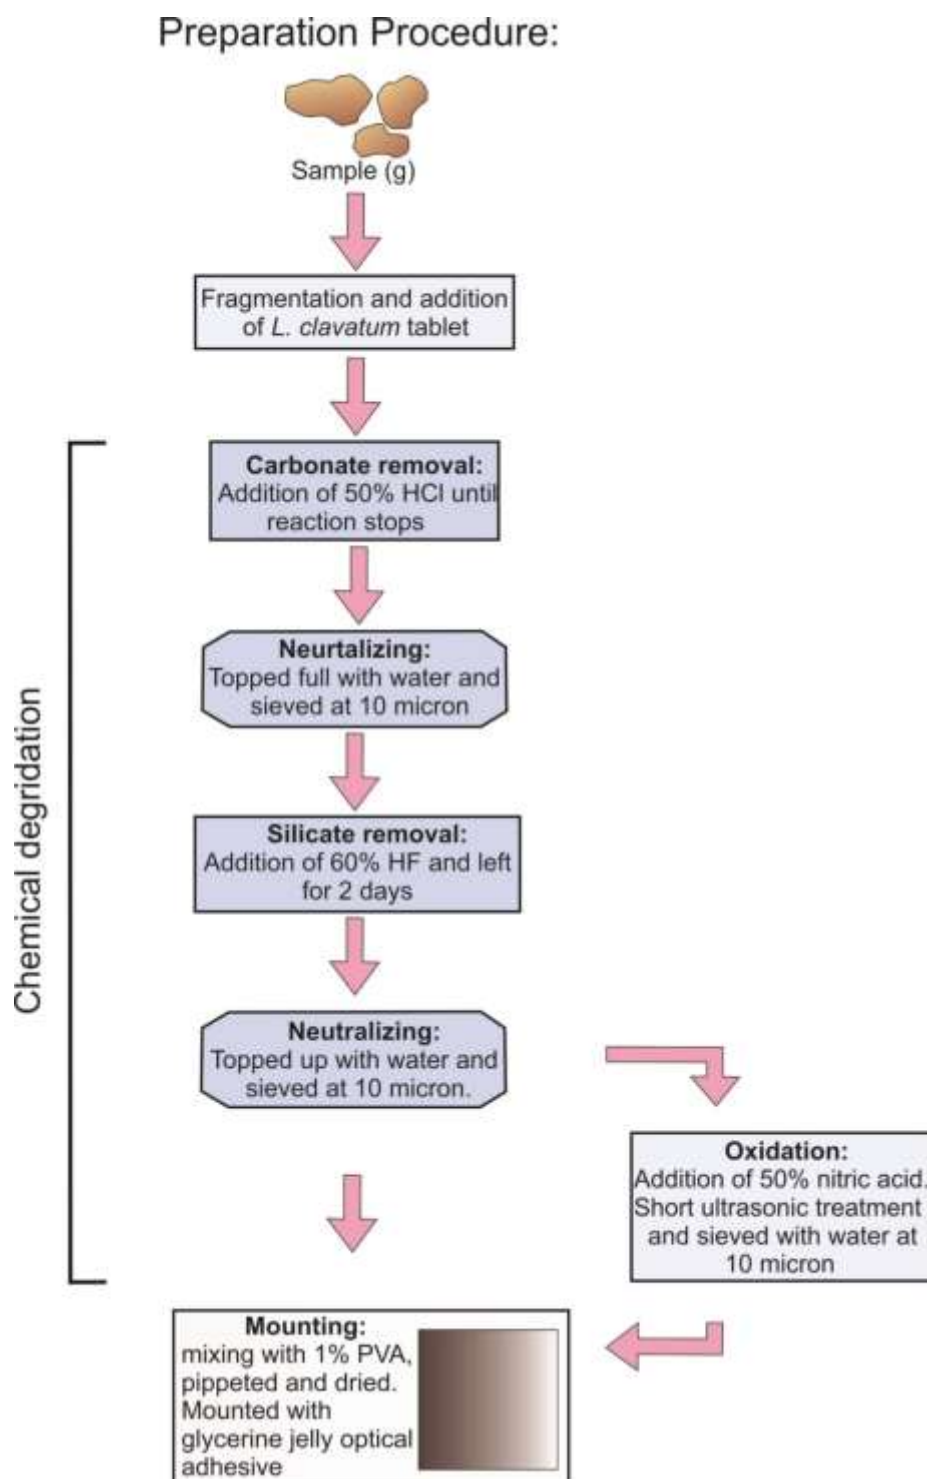 Preparation Procedure:
Sample (g)
Fragmentation and addition
of L. clavatum tablet
Carbonate removal:
Addition of 50% HCl until
reaction stops
Neurtalizing:
Topped full with water and
sieved at 10 micron
Silicate removal:
Addition of 60% HF and left
for 2 days
Neutralizing:
Topped up with water and
sieved at 10 micron.
Chemical degridation
Oxidation:
Addition of 50% nitric acid.
Short ultrasonic treatment
and sieved with water at
10 micron
Mounting:
mixing with 1% PVA,
pippeted and dried.
Mounted with
glycerine jelly optical
adhesive